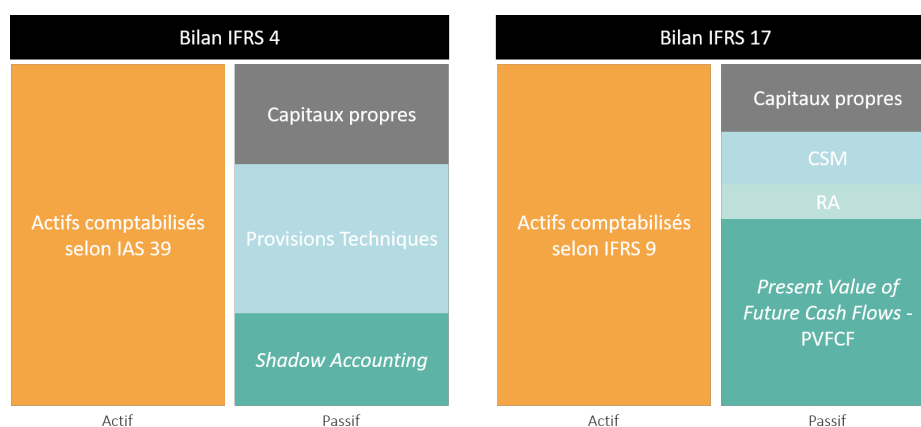 Bilan IFRS 4
Actifs comptabilisés
selon IAS 39
Capitaux propres
Provisions Techniques
Shadow Accounting
Actif
Passif
Bilan IFRS 17
Actifs comptabilisés
selon IFRS 9
Capitaux propres
CSM
RA
Present Value of
Future Cash Flows -
PVFCF
Actif
Passif